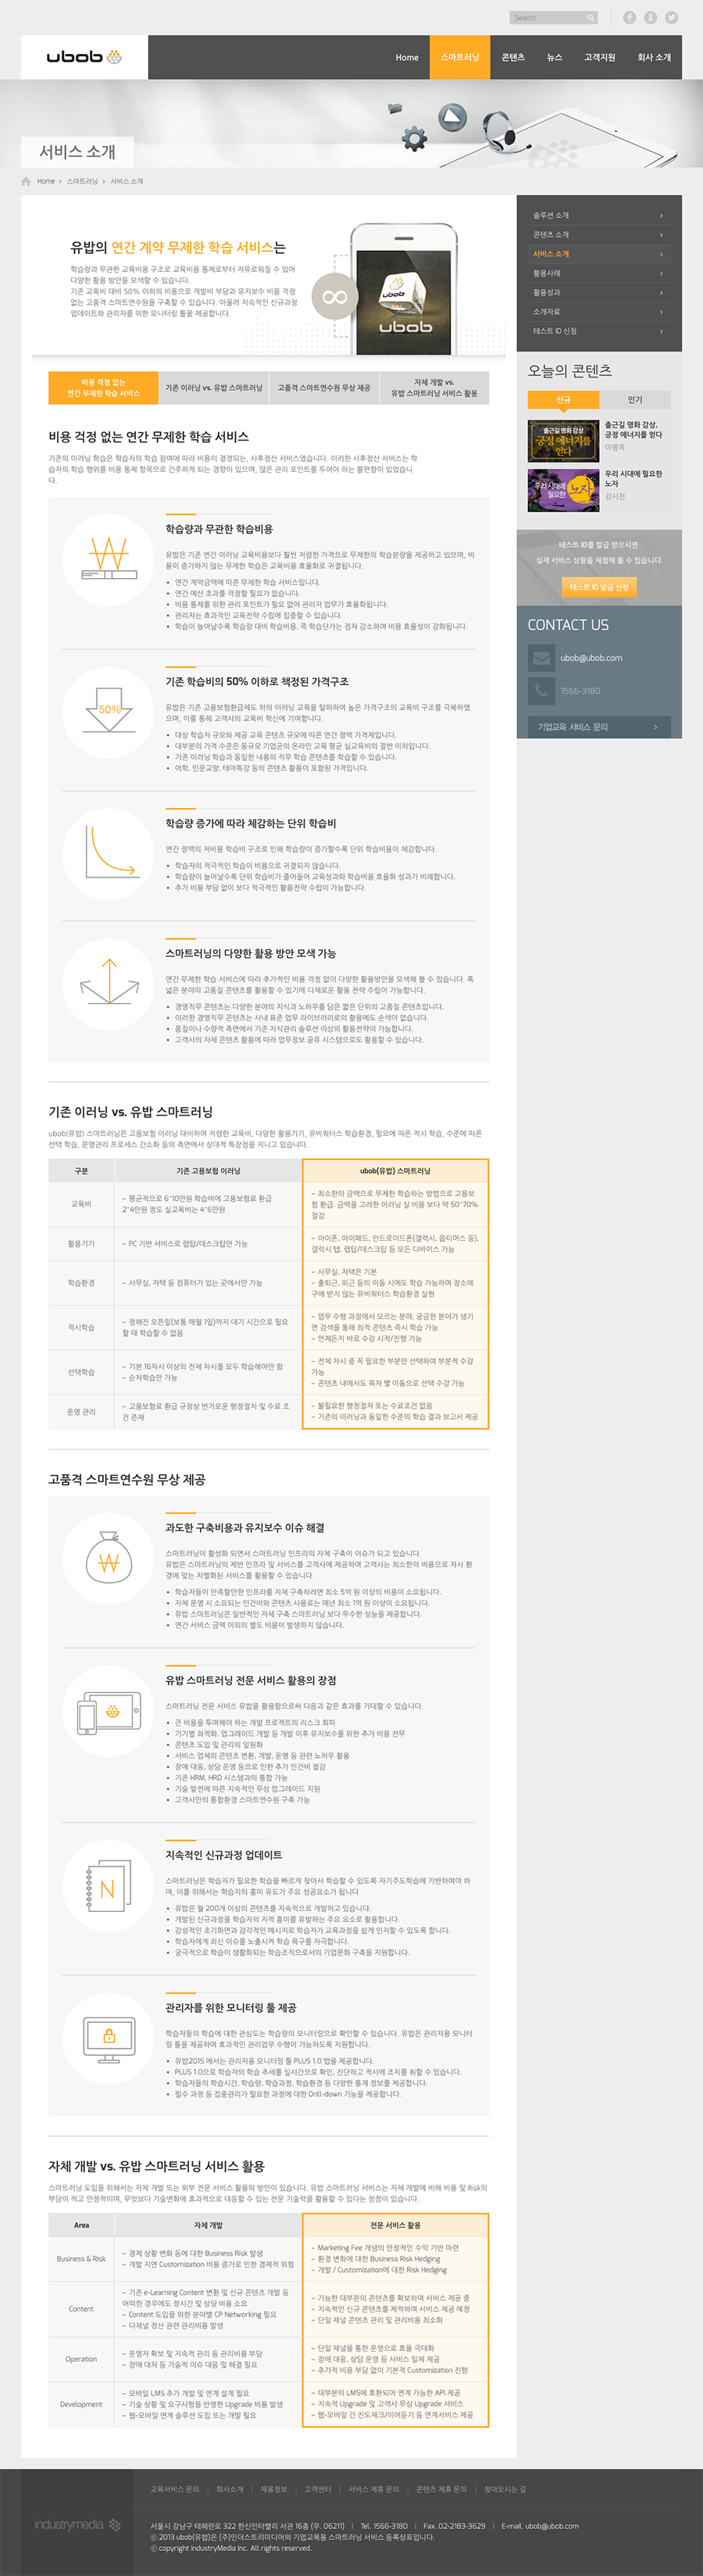 Search
ubob
Home
스마트러닝
콘텐츠
뉴스
고객지원
회사 소개
서비스 소개
Home > 스마트러닝 > 서비스 소개
유밥의 연간 계약 무제한 학습 서비스는
학습량과 무관한 교육비용 구조로 교육비용 통제로부터 자유로워질 수 있어
다양한 활용 방안을 모색할 수 있습니다.
기존 교육비 대비 50% 이하의 비용으로 개발비 부담과 유지보수 비용 걱정
없는 고품격 스마트연수원을 구축할 수 있습니다. 아울러 지속적인 신규과정
업데이트와 관리자를 위한 모니터링 툴을 제공합니다.
ubob
ubob
비용 걱정 없는
연간 무제한 학습 서비스
기존 이러닝 vs. 유밥 스마트러닝
고품격 스마트연수원 무상 제공
자체 개발 vs.
유밥 스마트러닝 서비스 활용
비용 걱정 없는 연간 무제한 학습 서비스
기존의 이러닝 학습은 학습자의 학습 참여에 따라 비용이 결정되는, 사후정산 서비스였습니다. 이러한 사후정산 서비스는 학
습자의 학습 행위를 비용 통제 항목으로 간주하게 되는 경향이 있으며, 많은 관리 포인트를 두어야 하는 불편함이 있었습니
다.
학습량과 무관한 학습비용
유밥은 기존 연간 이러닝 교육비용보다 훨씬 저렴한 가격으로 무제한의 학습분량을 제공하고 있으며, 비
용이 증가하지 않는 무제한 학습은 교육비용 효율화로 귀결됩니다.
• 연간 계약금액에 따른 무제한 학습 서비스입니다.
• 연간 예산 초과를 걱정할 필요가 없습니다.
• 비용 통제를 위한 관리 포인트가 필요 없어 관리자 업무가 효율화됩니다.
• 관리자는 효과적인 교육전략 수립에 집중할 수 있습니다.
• 학습이 늘어날수록 학습량 대비 학습비용, 즉 학습단가는 점차 감소하여 비용 효율성이 강화됩니다.
50%
기존 학습비의 50% 이하로 책정된 가격구조
유밥은 기존 고용보험환급제도 하의 이러닝 교육을 탈피하여 높은 가격구조의 교육비 구조를 극복하였
으며, 이를 통해 고객사의 교육비 혁신에 기여합니다.
• 대상 학습자 규모와 제공 교육 콘텐츠 규모에 따른 연간 정액 가격제입니다.
• 대부분의 가격 수준은 동규모 기업군의 온라인 교육 평균 실교육비의 절반 이하입니다.
• 기존 이러닝 학습과 동일한 내용의 직무 학습 콘텐츠를 학습할 수 있습니다.
• 어학, 인문교양, 테마특강 등의 콘텐츠 활용이 포함된 가격입니다.
학습량 증가에 따라 체감하는 단위 학습비
연간 정액의 저비용 학습비 구조로 인해 학습량이 증가할수록 단위 학습비용이 체감합니다.
• 학습자의 적극적인 학습이 비용으로 귀결되지 않습니다.
• 학습량이 늘어날수록 단위 학습비가 줄어들어 교육성과와 학습비용 효율화 성과가 비례합니다.
• 추가 비용 부담 없이 보다 적극적인 활용전략 수립이 가능합니다.
스마트러닝의 다양한 활용 방안 모색 가능
연간 무제한 학습 서비스에 따라 추가적인 비용 걱정 없이 다양한 활용방안을 모색해 볼 수 있습니다. 폭
넓은 분야의 고품질 콘텐츠를 활용할 수 있기에 다채로운 활용 전략 수립이 가능합니다.
• 경영직무 콘텐츠는 다양한 분야의 지식과 노하우를 담은 짧은 단위의 고품질 콘텐츠입니다.
• 이러한 경영직무 콘텐츠는 사내 표준 업무 라이브러리로의 활용에도 손색이 없습니다.
• 품질이나 수량적 측면에서 기존 지식관리 솔루션 이상의 활용전략이 가능합니다.
• 고객사의 자체 콘텐츠 활용에 따라 업무정보 공유 시스템으로도 활용할 수 있습니다.
기존 이러닝 vs. 유밥 스마트러닝
ubob(유밥) 스마트러닝은 고용보험 이러닝 대비하여 저렴한 교육비, 다양한 활용기기, 유비쿼터스 학습환경, 필요에 따른 적시 학습, 수준에 따른
선택 학습, 운영관리 프로세스 간소화 등의 측면에서 상대적 특장점을 지니고 있습니다.
구분
기존 고용보험 이러닝
ubob(유밥) 스마트러닝
교육비
– 평균적으로 6~10만원 학습비에 고용보험료 환급
2~4만원 정도 실교육비는 4~6만원
– 최소한의 금액으로 무제한 학습하는 방법으로 고용보
험 환급. 금액을 고려한 이러닝 실 비용 보다 약 50~70%
절감
활용기기
– PC 기반 서비스로 랩탑/데스크탑만 가능
– 아이폰, 아이패드, 안드로이드폰(갤럭시, 옵티머스 등),
갤럭시 탭, 랩탑/데스크탑 등 모든 디바이스 가능
학습환경
– 사무실, 자택 등 컴퓨터가 있는 곳에서만 가능
– 사무실, 자택은 기본
– 출퇴근, 외근 등의 이동 시에도 학습 가능하여 장소에
구애 받지 않는 유비쿼터스 학습환경 실현
적시학습
– 정해진 오픈일(보통 매월 1일)까지 대기 시간으로 필요
할 때 학습할 수 없음
– 업무 수행 과정에서 모르는 분야, 궁금한 분야가 생기
면 검색을 통해 최적 콘텐츠 즉시 학습 가능
– 언제든지 바로 수강 시작/진행 가능
선택학습
– 기본 16차시 이상의 전체 차시를 모두 학습해야만 함
– 순차학습만 가능
– 전체 차시 중 꼭 필요한 부분만 선택하여 부분적 수강
가능
– 콘텐츠 내에서도 목차 별 이동으로 선택 수강 가능
운영 관리
– 고용보험료 환급 규정상 번거로운 행정절차 및 수료 조
건 존재
– 불필요한 행정절차 또는 수료조건 없음
– 기존의 이러닝과 동일한 수준의 학습 결과 보고서 제공
고품격 스마트연수원 무상 제공
과도한 구축비용과 유지보수 이슈 해결
스마트러닝이 활성화 되면서 스마트러닝 인프라의 자체 구축이 이슈가 되고 있습니다.
유밥은 스마트러닝의 제반 인프라 및 서비스를 고객사에 제공하여 고객사는 최소한의 비용으로 자사 환
경에 맞는 차별화된 서비스를 활용할 수 있습니다.
• 학습자들이 만족할만한 인프라를 자체 구축하려면 최소 5억 원 이상의 비용이 소요됩니다.
• 자체 운영 시 소요되는 인건비와 콘텐츠 사용료는 매년 최소 1억 원 이상이 소요됩니다.
• 유밥 스마트러닝은 일반적인 자체 구축 스마트러닝 보다 우수한 성능을 제공합니다.
• 연간 서비스 금액 이외의 별도 비용이 발생하지 않습니다.
유밥 스마트러닝 전문 서비스 활용의 장점
스마트러닝 전문 서비스 유밥을 활용함으로써 다음과 같은 효과를 기대할 수 있습니다.
• 큰 비용을 투여해야 하는 개발 프로젝트의 리스크 회피
• 기기별 최적화, 업그레이드 개발 등 개발 이후 유지보수를 위한 추가 비용 전무
• 콘텐츠 도입 및 관리의 일원화
• 서비스 업체의 콘텐츠 변환, 개발, 운영 등 관련 노하우 활용
• 장애 대응, 상담 운영 등으로 인한 추가 인건비 절감
• 기존 HRM, HRD 시스템과의 통합 가능
• 기술 발전에 따른 지속적인 무상 업그레이드 지원
• 고객사만의 통합환경 스마트연수원 구축 가능
N
지속적인 신규과정 업데이트
스마트러닝은 학습자가 필요한 학습을 빠르게 찾아서 학습할 수 있도록 자기주도학습에 기반하여야 하
며, 이를 위해서는 학습자의 흥미 유도가 주요 성공요소가 됩니다.
• 유밥은 월 200개 이상의 콘텐츠를 지속적으로 개발하고 있습니다.
• 개발된 신규과정을 학습자의 지적 흥미를 유발하는 주요 요소로 활용합니다.
• 감성적인 초기화면과 감각적인 메시지로 학습자가 교육과정을 쉽게 인지할 수 있도록 합니다.
• 학습자에게 최신 이슈를 노출시켜 학습 욕구를 자극합니다.
• 궁극적으로 학습이 생활화되는 학습조직으로서의 기업문화 구축을 지원합니다.
관리자를 위한 모니터링 툴 제공
학습자들의 학습에 대한 관심도는 학습량의 모니터링으로 확인할 수 있습니다. 유밥은 관리자용 모니터
링 툴을 제공하여 효과적인 관리업무 수행이 가능하도록 지원합니다.
• 유밥2015 에서는 관리자용 모니터링 툴 PLUS 1.0 앱을 제공합니다.
• PLUS 1.0으로 학습자의 학습 추세를 실시간으로 확인, 진단하고 적시에 조치를 취할 수 있습니다.
• 학습자들의 학습시간, 학습량, 학습과정, 학습환경 등 다양한 통계 정보를 제공합니다.
• 필수 과정 등 집중관리가 필요한 과정에 대한 Drill-down 기능을 제공합니다.
자체 개발 vs. 유밥 스마트러닝 서비스 활용
스마트러닝 도입을 위해서는 자체 개발 또는 외부 전문 서비스 활용의 방안이 있습니다. 유밥 스마트러닝 서비스는 자체 개발에 비해 비용 및 Risk의
부담이 적고 안정적이며, 무엇보다 기술변화에 효과적으로 대응할 수 있는 전문 기술력을 활용할 수 있다는 장점이 있습니다.
Area
자체 개발
전문 서비스 활용
Business & Risk
– 경제 상황 변화 등에 대한 Business Risk 발생
– 개발 지연 Customization 비용 증가로 인한 경제적 위험
– Marketing Fee 개념의 안정적인 수익 기반 마련
– 환경 변화에 대한 Business Risk Hedging
– 개발 / Customization에 대한 Risk Hedging
Content
– 기존 e-Learning Content 변환 및 신규 콘텐츠 개발 등
어떠한 경우에도 장시간 및 상당 비용 소요
– Content 도입을 위한 분야별 CP Networking 필요
– 다채널 정산 관련 관리비용 발생
– 가능한 대부분의 콘텐츠를 확보하여 서비스 제공 중
– 지속적인 신규 콘텐츠를 제작하여 서비스 제공 예정
– 단일 채널 콘텐츠 관리 및 관리비용 최소화
Operation
– 운영자 확보 및 지속적 관리 등 관리비용 부담
– 장애 대처 등 기술적 이슈 대응 및 해결 필요
– 단일 채널을 통한 운영으로 효율 극대화
– 장애 대응, 상담 운영 등 서비스 일체 제공
– 추가적 비용 부담 없이 기본적 Customization 진행
Development
– 모바일 LMS 추가 개발 및 연계 설계 필요
– 기술 상황 및 요구사항을 반영한 Upgrade 비용 발생
– 웹-모바일 연계 솔루션 도입 또는 개발 필요
– 대부분의 LMS에 호환되어 연계 가능한 API 제공
– 지속적 Upgrade 및 고객사 무상 Upgrade 서비스
– 웹-모바일 간 진도체크/이어듣기 등 연계서비스 제공
솔루션 소개
콘텐츠 소개
서비스 소개
활용사례
활용성과
소개자료
테스트 ID 신청
오늘의 콘텐츠
신규
인기
출근길 명화 감상
긍정 에너지를
얻다
출근길 명화 감상,
긍정 에너지를 얻다
이명옥
우리 시대에
필요한
노자
우리 시대에 필요한
노자
김시천
테스트 ID를 발급 받으시면
실제 서비스 상황을 체험해 볼 수 있습니다.
테스트 ID 발급 신청
CONTACT US
ubob@ubob.com
1566-3180
기업교육 서비스 문의
industrymedia
교육서비스 문의 | 회사소개 | 채용정보 | 고객센터 | 서비스 제휴 문의 | 콘텐츠 제휴 문의 | 찾아오시는 길
서울시 강남구 테헤란로 322 한신인터밸리 서관 16층 (우. 06211) | Tel. 1566-3180 | Fax. 02-2183-3629 | E-mail. ubob@ubob.com
ⓒ 2013 ubob(유밥)은 (주)인더스트리미디어의 기업교육용 스마트러닝 서비스 등록상표입니다.
ⓒ copyright IndustryMedia Inc. All rights reserved.